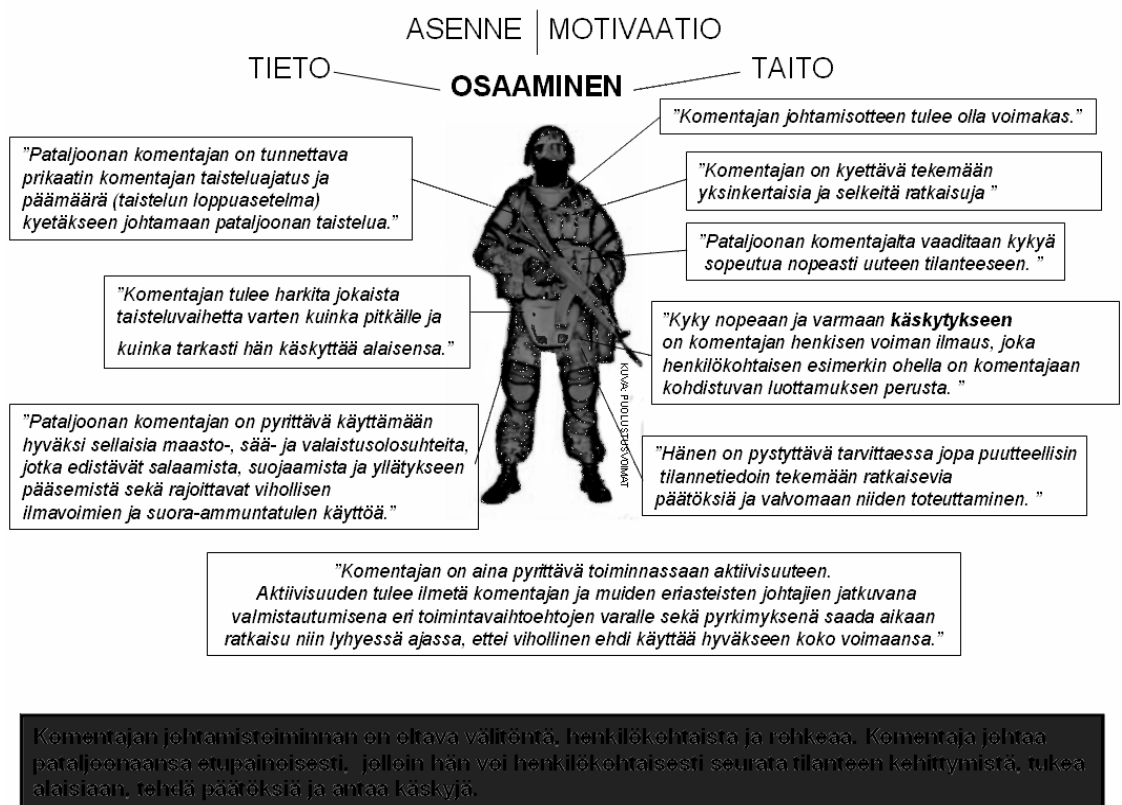 ASENNE MOTIVAATIO
TIETO TAITO
OSAAMINEN
"Komentajan johtamisotteen tulee olla voimakas."
"Pataljoonan komentajan on tunnettava
prikaatin komentajan taisteluajatus ja
päämäärä (taistelun loppuasetelma)
kyetäkseen johtamaan pataljoonan taistelua."
"Komentajan on kyettävä tekemään
yksinkertaisia ja selkeitä ratkaisuja "
"Pataljoonan komentajalta vaaditaan kykyä
sopeutua nopeasti uuteen tilanteeseen. "
"Komentajan tulee harkita jokaista
taisteluvaihetta varten kuinka pitkälle ja
kuinka tarkasti hän käskyttää alaisensa."
"Kyky nopeaan ja varmaan käskytykseen
on komentajan henkisen voiman ilmaus, joka
henkilökohtaisen esimerkin ohella on komentajaan
kohdistuvan luottamuksen perusta. "
KUVA: PUOLUSTUSVOIMAT
"Pataljoonan komentajan on pyrittävä käyttämään
hyväksi sellaisia maasto-, sää- ja valaistusolosuhteita,
jotka edistävät salaamista, suojaamista ja yllätykseen
pääsemistä sekä rajoittavat vihollisen
ilmavoimien ja suora-ammuntatulen käyttöä."
"Hänen on pystyttävä tarvittaessa jopa puutteellisin
tilannetiedoin tekemään ratkaisevia
päätöksiä ja valvomaan niiden toteuttaminen. "
"Komentajan on aina pyrittävä toiminnassaan aktiivisuuteen.
Aktiivisuuden tulee ilmetä komentajan ja muiden eriasteisten johtajien jatkuvana
valmistautumisena eri toimintavaihtoehtojen varalle sekä pyrkimyksenä saada aikaan
ratkaisu niin lyhyessä ajassa, ettei vihollinen ehdi käyttää hyväkseen koko voimaansa."
Komentajan johtamistoiminnan on oltava välitöntä, henkilökohtaista ja rohkeaa. Komentaja johtaa
pataljoonaansa etupainoisesti, jolloin hän voi henkilökohtaisesti seurata tilanteen kehittymistä, tukea
alaisiaan, tehdä päätöksiä ja antaa käskyjä.